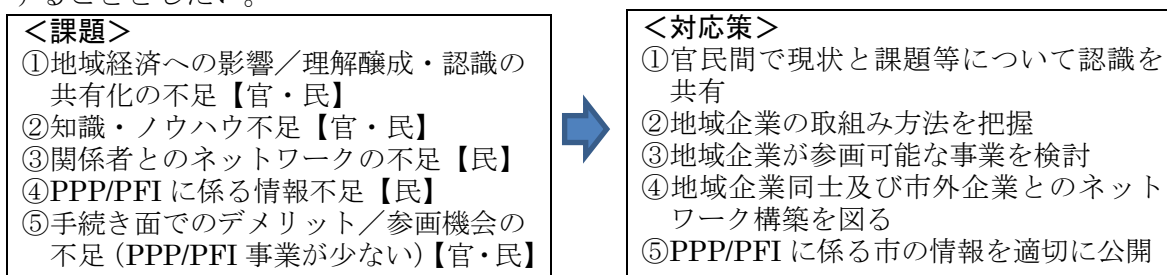 することとしたい。
＜課題＞
①地域経済への影響／理解醸成・認識の
共有化の不足【官・民】
②知識・ノウハウ不足【官・民】
③関係者とのネットワークの不足【民】
④PPP/PFI に係る情報不足【民】
⑤手続き面でのデメリット／参画機会の
不足（PPP/PFI 事業が少ない）【官・民】
＜対応策＞
①官民間で現状と課題等について認識を
共有
②地域企業の取組み方法を把握
③地域企業が参画可能な事業を検討
④地域企業同士及び市外企業とのネット
ワーク構築を図る
⑤PPP/PFI に係る市の情報を適切に公開